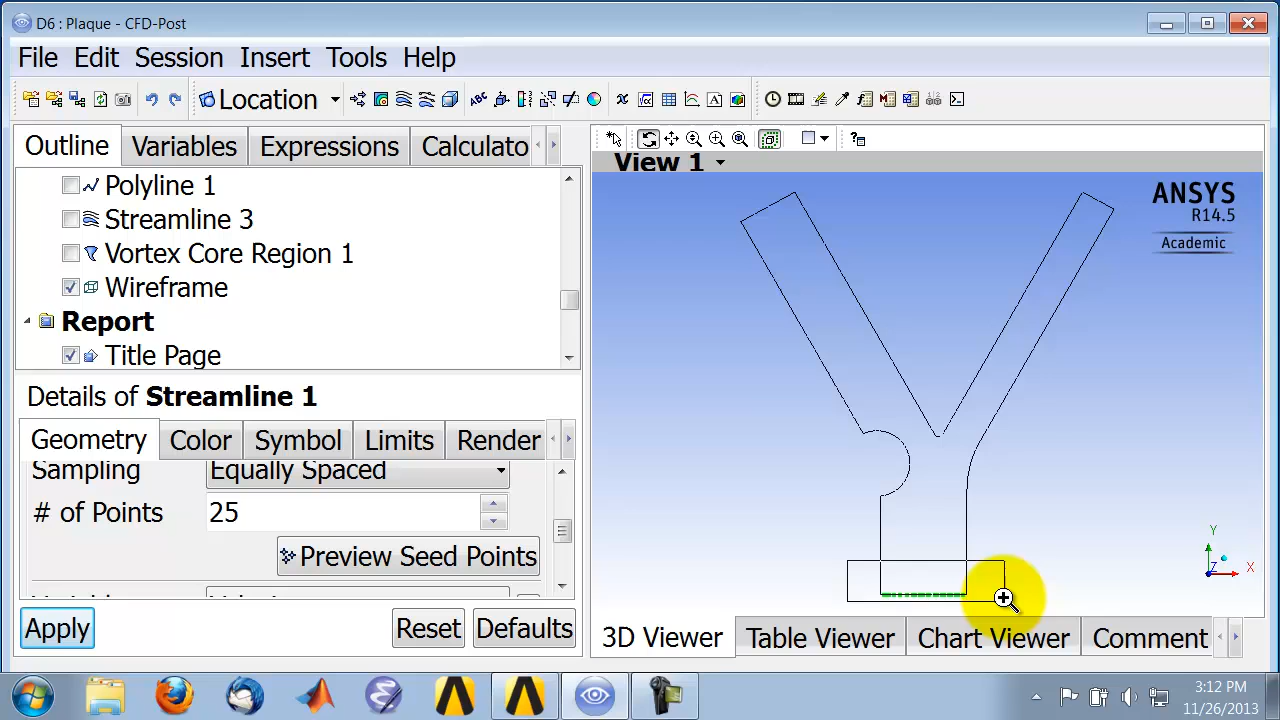 D6 : Plaque - CFD-Post
File Edit Session Insert Tools Help
Location
Outline Variables Expressions Calculato
View 1
Polyline 1
Streamline 3
Vortex Core Region 1
Wireframe
Report
Title Page
ANSYS
R14.5
Academic
Details of Streamline 1
Geometry Color Symbol Limits Render
Sampling Equally Spaced
# of Points 25
Preview Seed Points
Y
X
Z
Apply Reset Defaults
3D Viewer Table Viewer Chart Viewer Comment
3:12 PM
11/26/2013